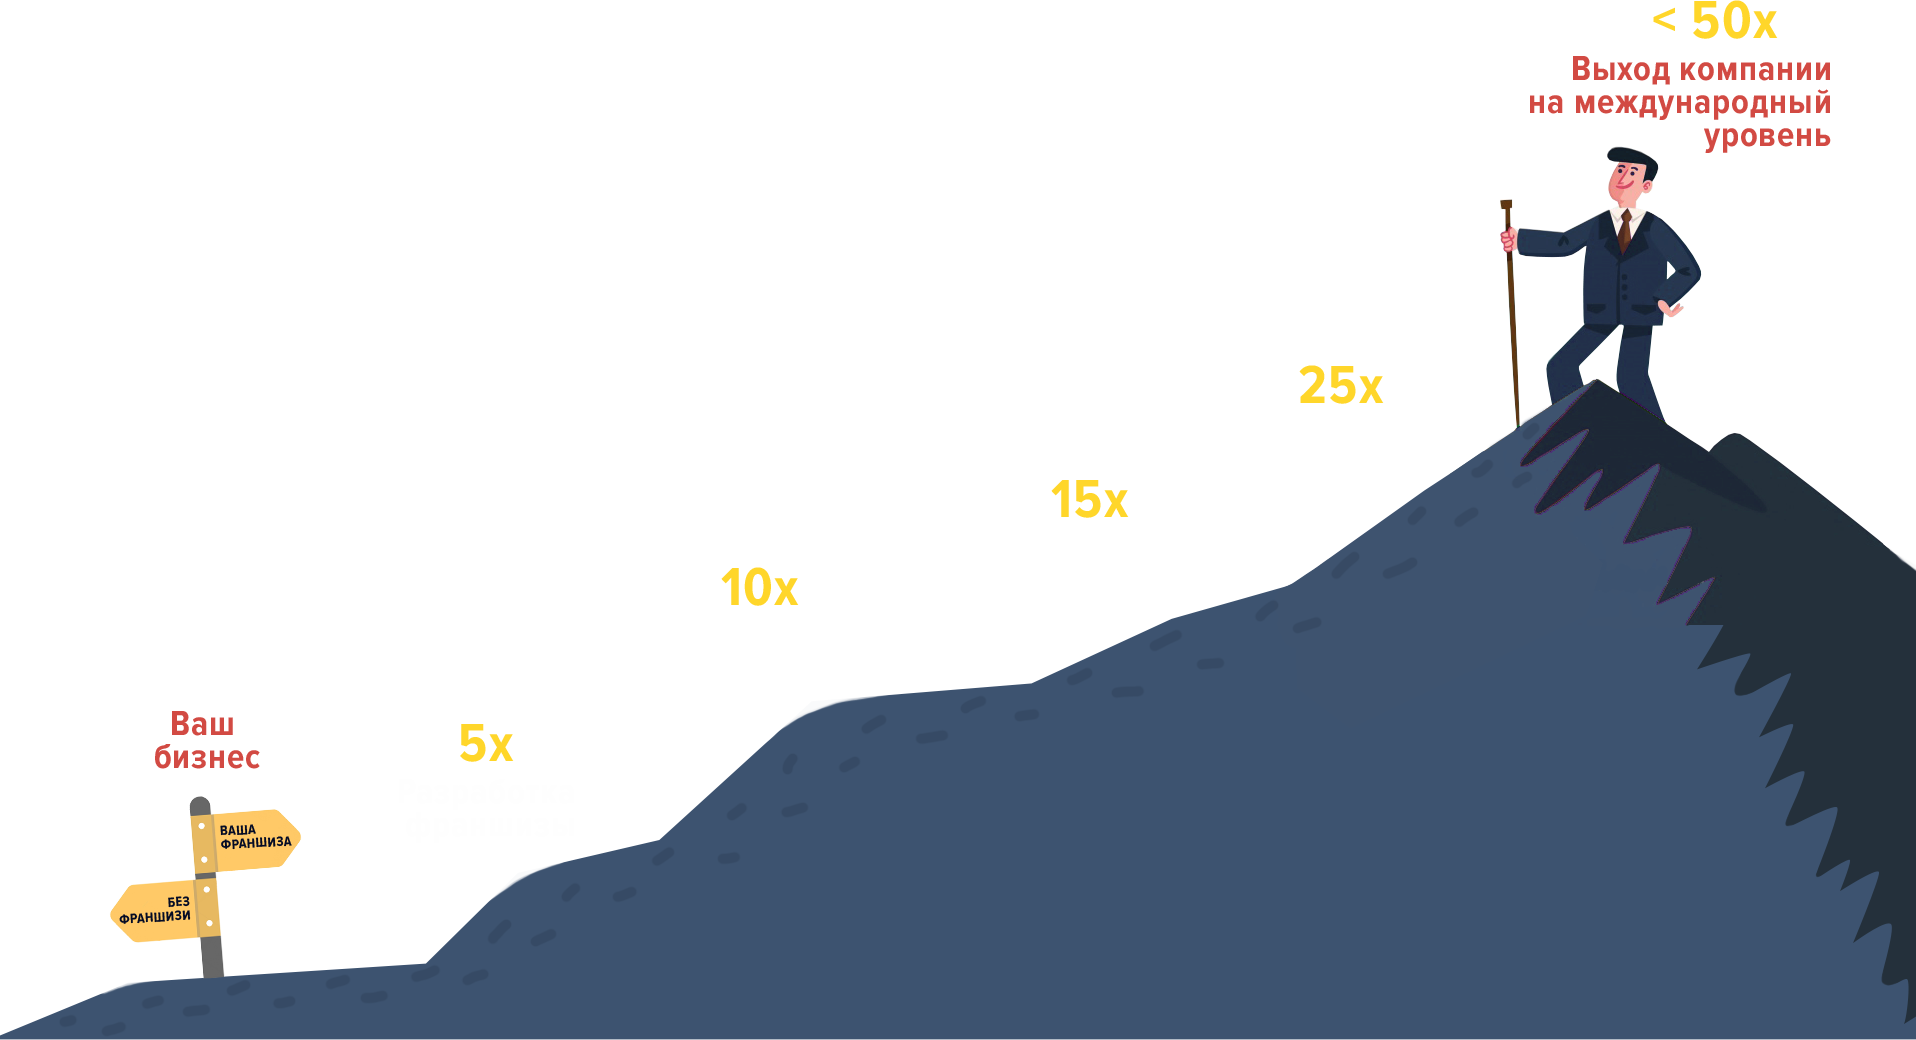 < 50x
Выход компании
на международный
уровень
25x
15x
10x
5x
Ваш
бизнес
ВАША
ФРАНШИЗА
БЕЗ
ФРАНШИЗИ